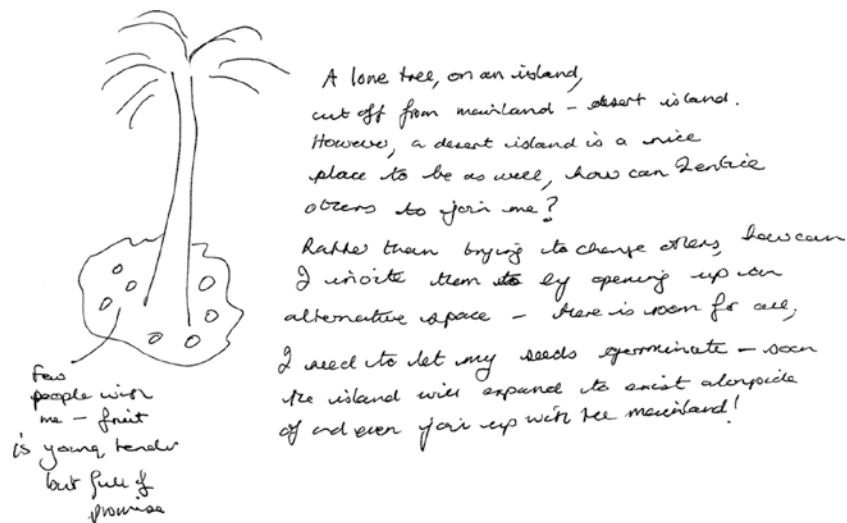 A lone tree, on an island,
cut off from mainland – desert island.
However, a desert island is a nice
place to be as well, how can I entice
others to join me?
Rather than trying to change others, how can
I invite them to by opening up an
alternative space – there is room for all,
I need to let my seeds germinate – soon
the island will expand to exist alongside
of and even join up with the mainland!
Few
people with
me – fruit
is young tender
but full of
promise